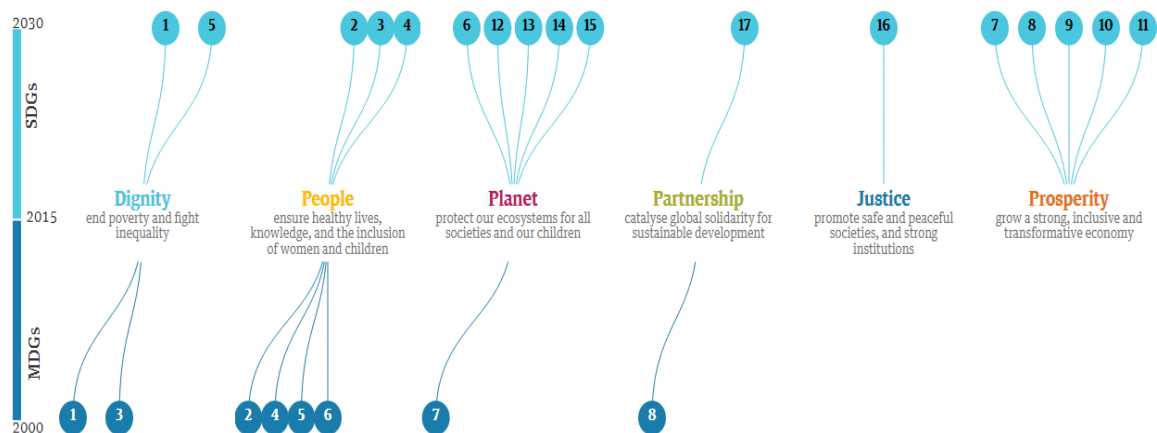 2030
1 5 2 3 4 6 12 13 14 15 17 16 7 8 9 10 11
SDGs
Dignity
end poverty and fight
inequality
People
ensure healthy lives,
knowledge, and the inclusion
of women and children
Planet
protect our ecosystems for all
societies and our children
Partnership
catalyse global solidarity for
sustainable development
Justice
promote safe and peaceful
societies, and strong
institutions
Prosperity
grow a strong, inclusive and
transformative economy
2015
MDGs
1 3 2 4 5 6 7 8
2000